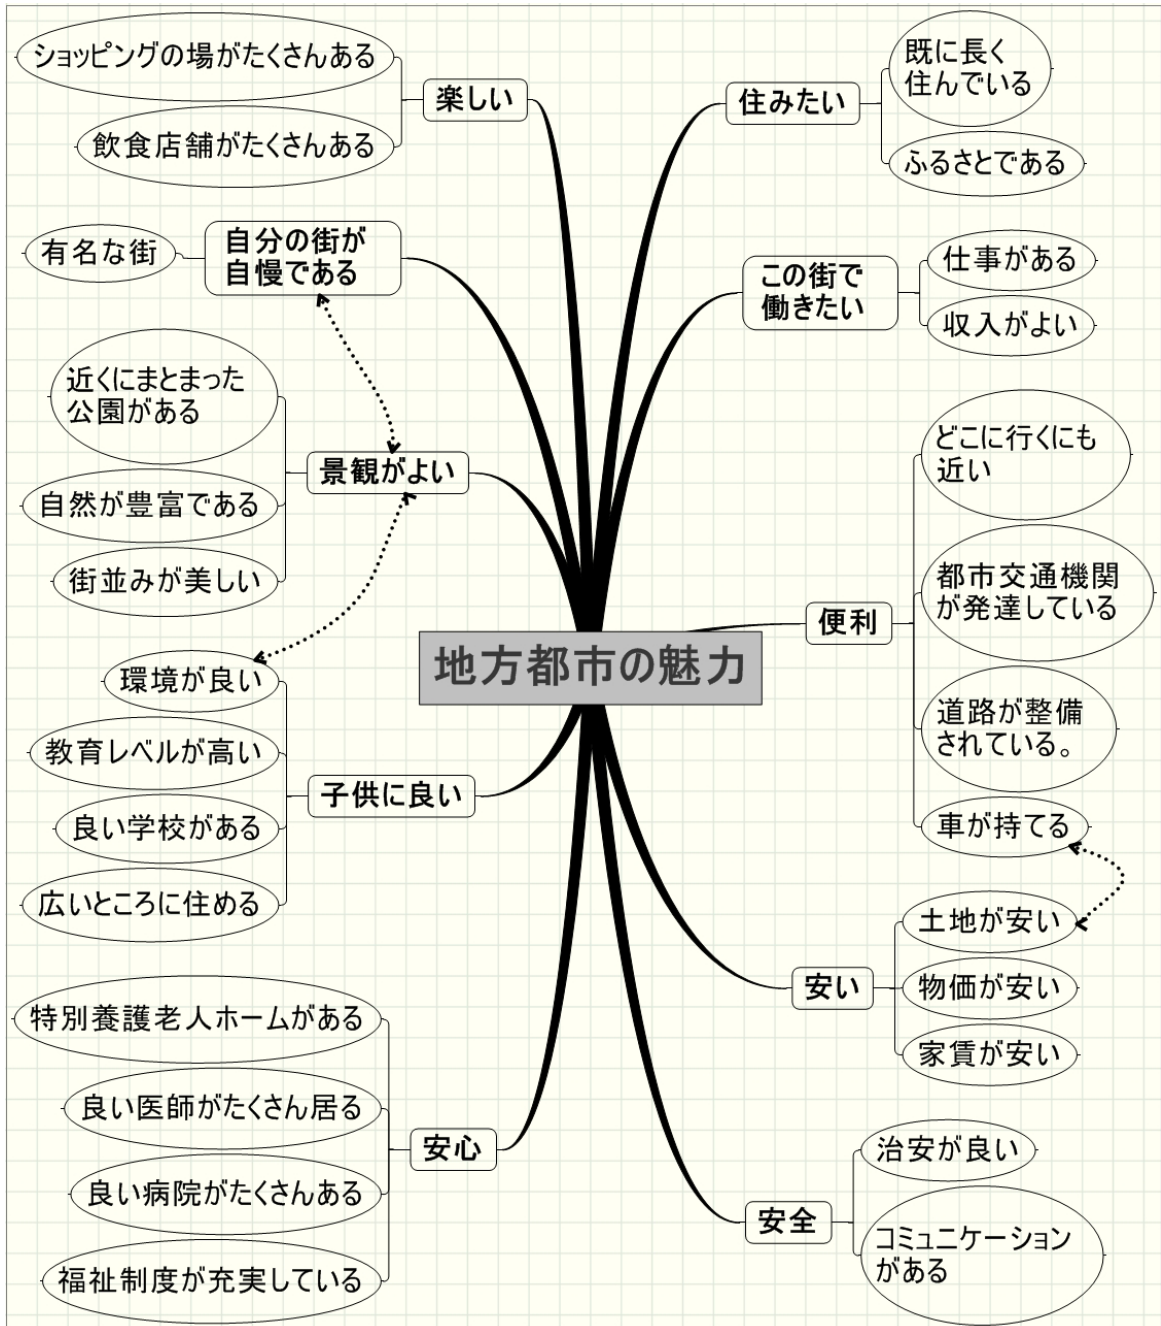 地方都市の魅力
楽しい
ショッピングの場がたくさんある
飲食店舗がたくさんある
自分の街が
自慢である
有名な街
景観がよい
近くにまとまった
公園がある
自然が豊富である
街並みが美しい
子供に良い
環境が良い
教育レベルが高い
良い学校がある
広いところに住める
安心
特別養護老人ホームがある
良い医師がたくさん居る
良い病院がたくさんある
福祉制度が充実している
住みたい
既に長く
住んでいる
ふるさとである
この街で
働きたい
仕事がある
収入がよい
便利
どこに行くにも
近い
都市交通機関
が発達している
道路が整備
されている。
車が持てる
安い
土地が安い
物価が安い
家賃が安い
安全
治安が良い
コミュニケーション
がある